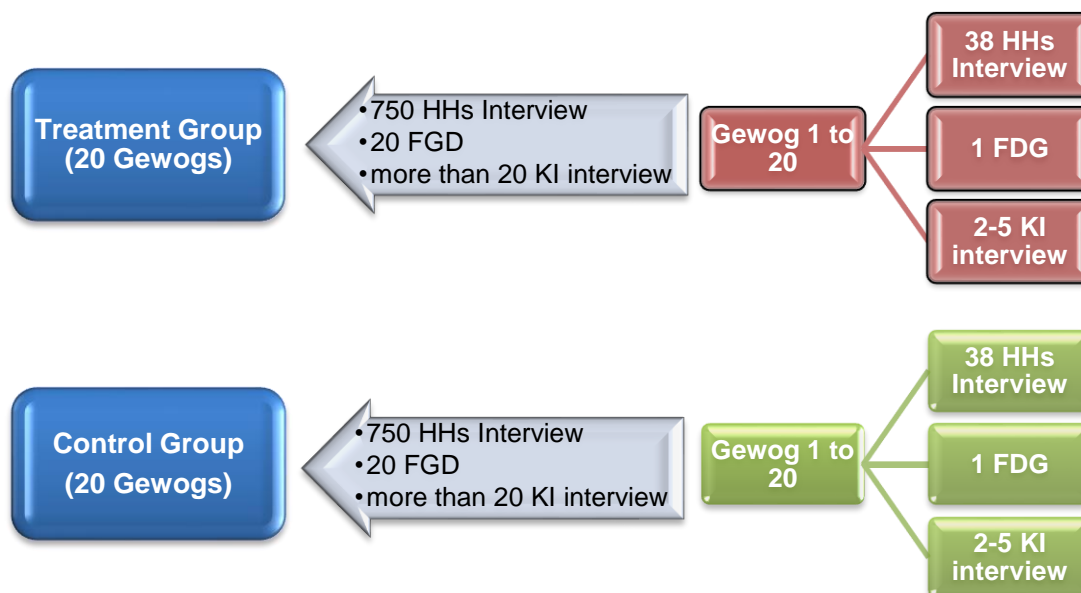 Treatment Group
(20 Gewogs)
•750 HHs Interview
•20 FGD
•more than 20 KI interview
Gewog 1 to
20
38 HHs
Interview
1 FDG
2-5 KI
interview
Control Group
(20 Gewogs)
•750 HHs Interview
•20 FGD
•more than 20 KI interview
Gewog 1 to
20
38 HHs
Interview
1 FDG
2-5 KI
interview